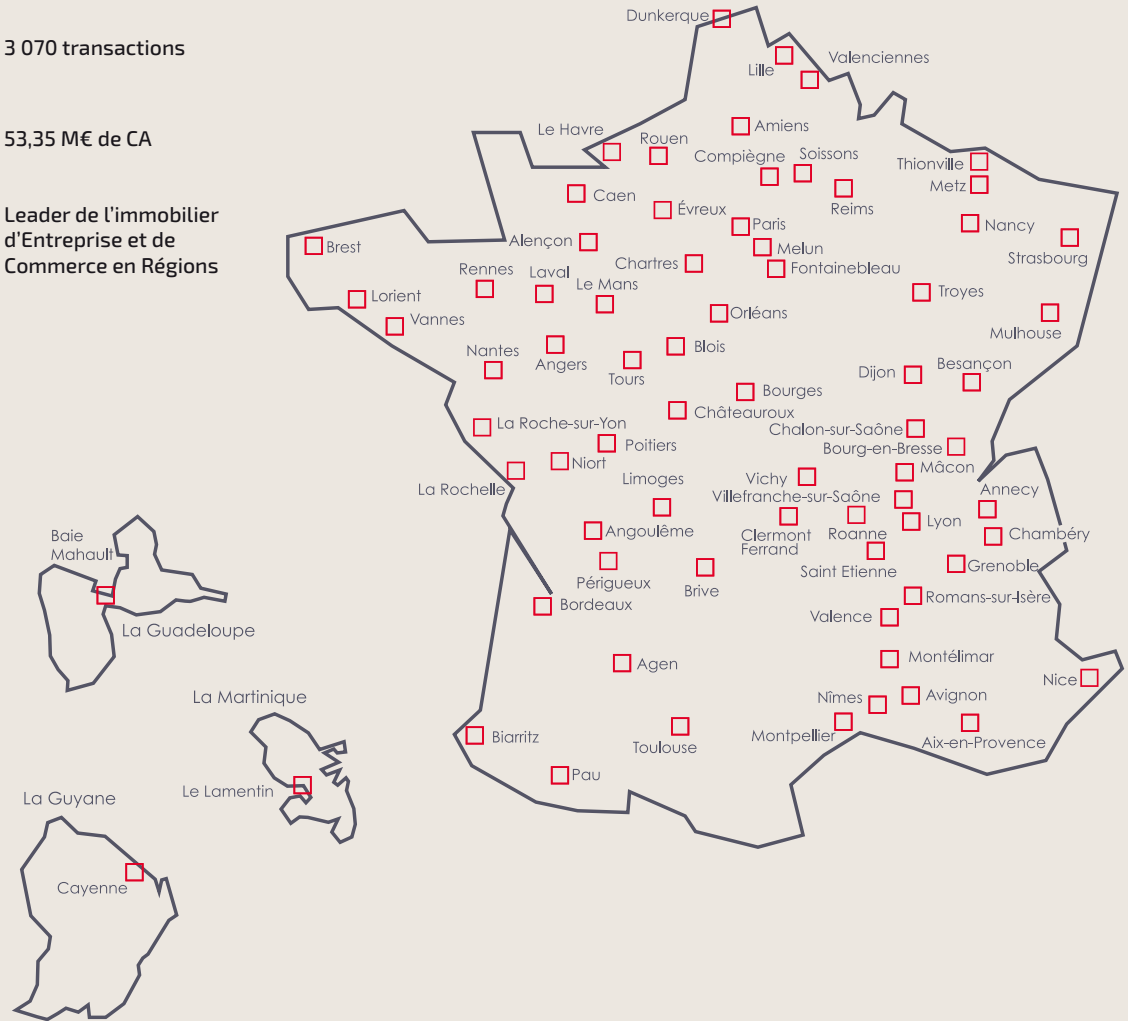 3 070 transactions
53,35 M€ de CA
Leader de l’immobilier
d’Entreprise et de
Commerce en Régions
Dunkerque
Lille
Valenciennes
Amiens
Le Havre
Rouen
Compiègne
Soissons
Thionville
Metz
Reims
Caen
Évreux
Paris
Nancy
Strasbourg
Brest
Alençon
Melun
Chartres
Fontainebleau
Rennes
Laval
Le Mans
Troyes
Lorient
Vannes
Orléans
Mulhouse
Nantes
Angers
Tours
Blois
Dijon
Besançon
Bourges
Châteauroux
La Roche-sur-Yon
Poitiers
Chalon-sur-Saône
Bourg-en-Bresse
Niort
La Rochelle
Limoges
Vichy
Mâcon
Villefranche-sur-Saône
Annecy
Angoulême
Clermont
Ferrand
Roanne
Lyon
Chambéry
Périgueux
Brive
Saint Etienne
Grenoble
Bordeaux
Romans-sur-Isère
Valence
Agen
Montélimar
Nice
Nîmes
Avignon
Biarritz
Toulouse
Montpellier
Aix-en-Provence
Pau
Baie
Mahault
La Guadeloupe
La Martinique
Le Lamentin
La Guyane
Cayenne